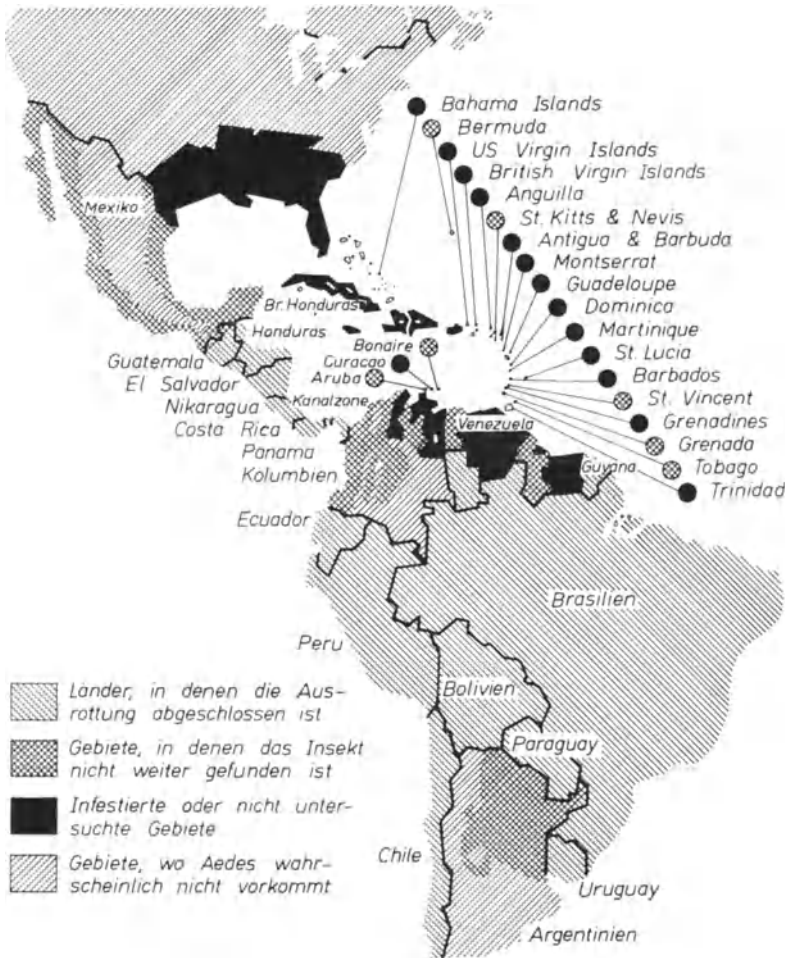 Bahama Islands
Bermuda
US Virgin Islands
British Virgin Islands
Anguilla
St. Kitts & Nevis
Antigua & Barbuda
Montserrat
Guadeloupe
Dominica
Martinique
St. Lucia
Barbados
St. Vincent
Grenadines
Grenada
Tobago
Trinidad
Mexiko
Br. Honduras
Honduras
Bonaire
Curacao
Aruba
Guatemala
El Salvador
Nikaragua
Costa Rica
Kanalzone
Panama
Kolumbien
Venezuela
Guyana
Ecuador
Brasilien
Peru
Bolivien
Paraguay
Chile
Uruguay
Argentinien
Länder, in denen die Aus-
rottung abgeschlossen ist
Gebiete, in denen das Insekt
nicht weiter gefunden ist
Infestierte oder nicht unter-
suchte Gebiete
Gebiete, wo Aedes wahr-
scheinlich nicht vorkommt